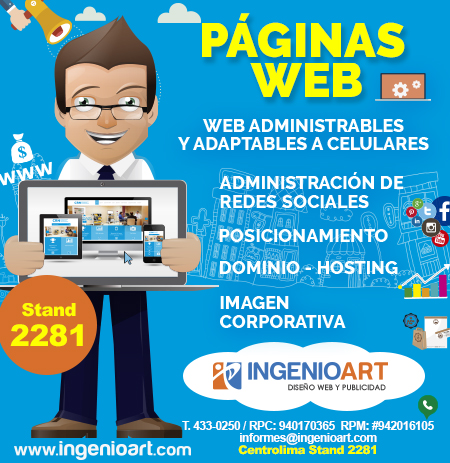 PÁGINAS
WEB
WEB ADMINISTRABLES
Y ADAPTABLES A CELULARES
WWW
ADMINISTRACIÓN DE
REDES SOCIALES
POSICIONAMIENTO
DOMINIO - HOSTING
IMAGEN
CORPORATIVA
Stand
2281
INGENIOART
DISEÑO WEB Y PUBLICIDAD
T. 433-0250 / RPC: 940170365 RPM: #942016105
informes@ingenioart.com
Centrolima Stand 2281
www.ingenioart.com